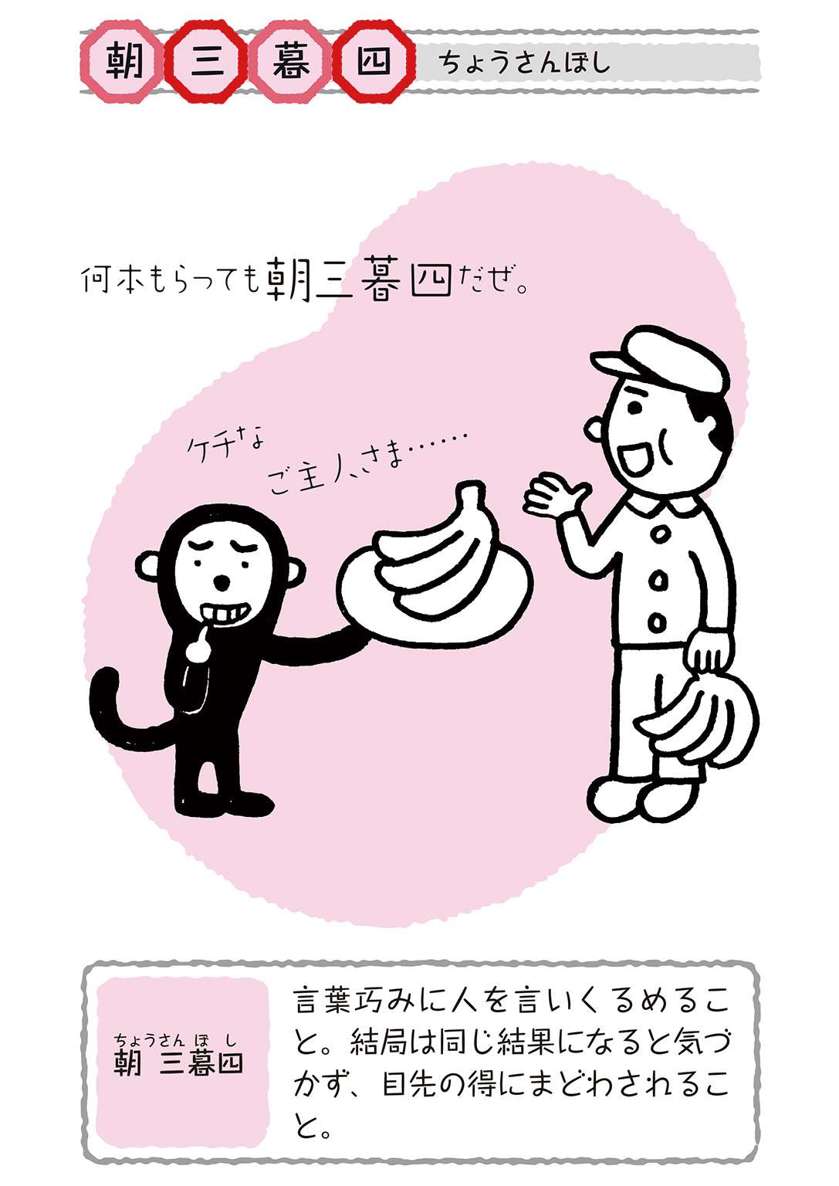 朝三暮四 ちょうさんぼし
何本もらっても朝三暮四だぜ。
ケチな
ご主人さま……
ちょうさん ぼ し
朝 三暮四
言葉巧みに人を言いくるめるこ
と。結局は同じ結果になると気づ
かず、目先の得にまどわされるこ
と。